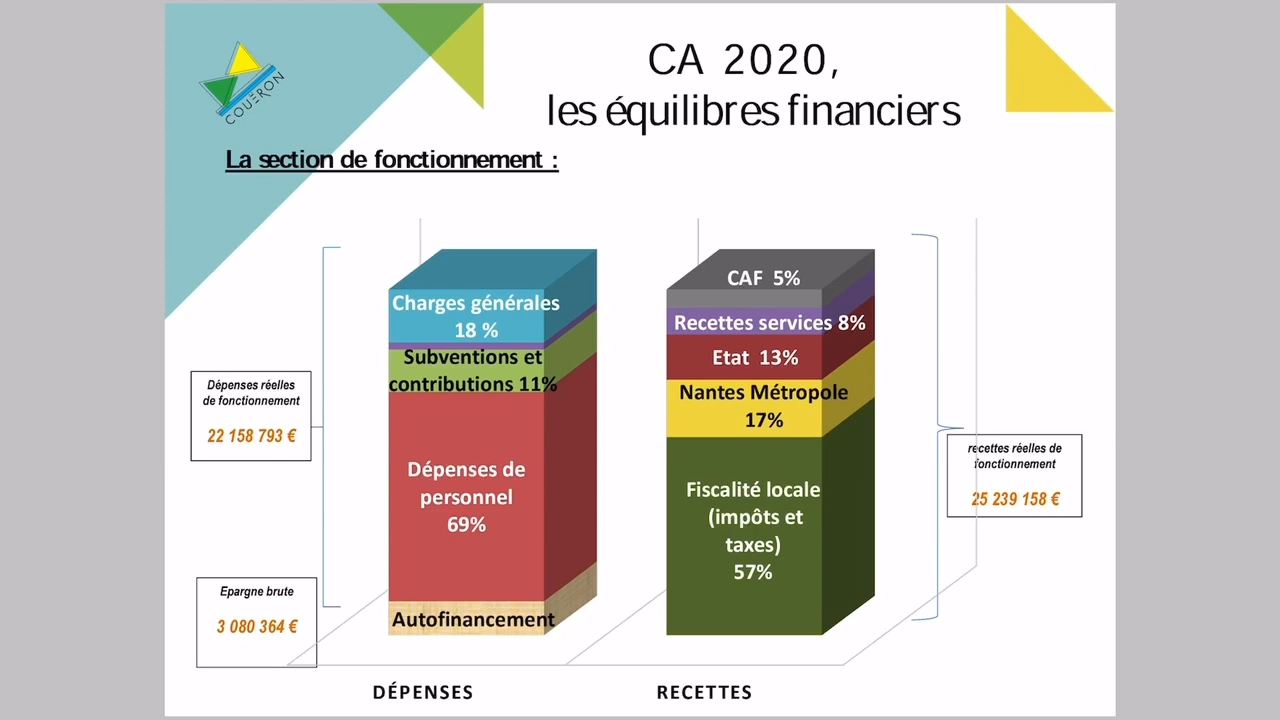 COUËRON
CA 2020,
les équilibres financiers
La section de fonctionnement :
Charges générales
18 %
Subventions et
contributions 11%
Dépenses de
personnel
69%
Autofinancement
CAF 5%
Recettes services 8%
Etat 13%
Nantes Métropole
17%
Fiscalité locale
(impôts et
taxes)
57%
Dépenses réelles
de fonctionnement
22 158 793 €
Epargne brute
3 080 364 €
recettes réelles de
fonctionnement
25 239 158 €
DÉPENSES
RECETTES